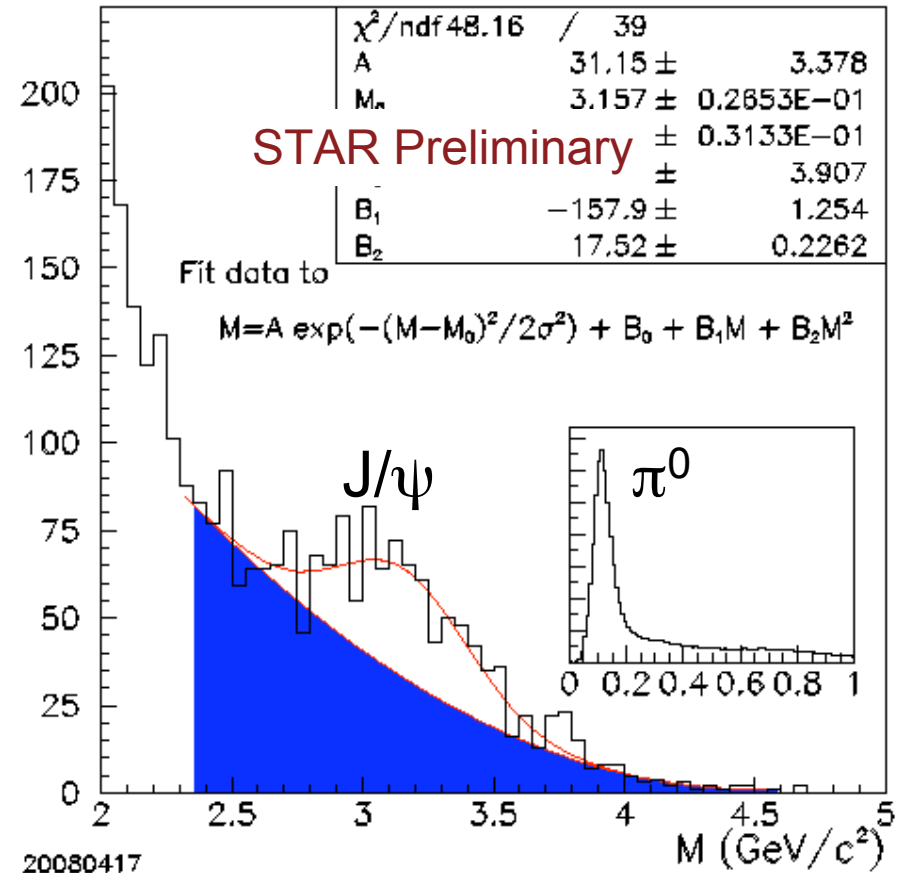 χ²/ndf 48.16 / 39
A 31.15 ± 3.378
3.157 ± 0.2653E−01
STAR Preliminary
± 0.3133E−01
± 3.907
B₁ −157.9 ± 1.254
B₂ 17.52 ± 0.2262
Fit data to
M=A exp(−(M−M₀)²/2σ²) + B₀ + B₁M + B₂M²
J/ψ
π⁰
0 0.2 0.4 0.6 0.8 1
200
175
150
125
100
75
50
25
0
2 2.5 3 3.5 4 4.5 5
M (GeV/c²)
20080417